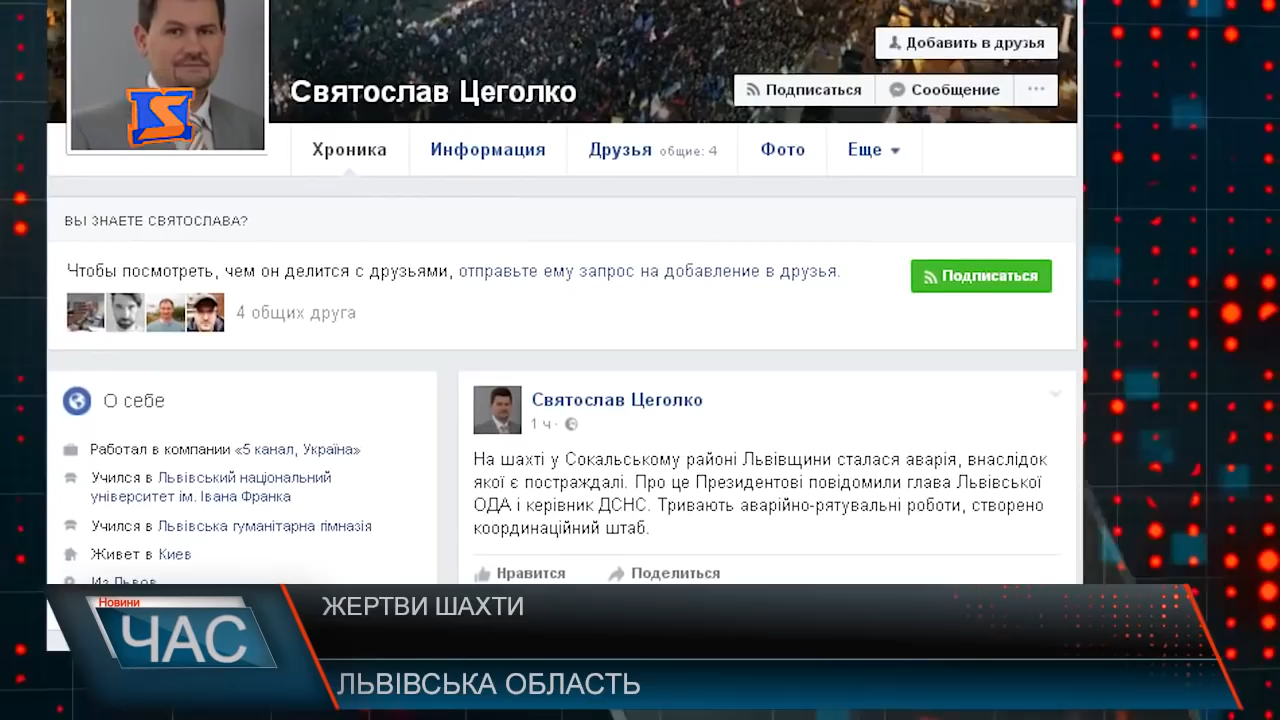 Добавить в друзья
Святослав Цеголко
Подписаться
Сообщение
Хроника
Информация
Друзья общие: 4
Фото
Еще
ВЫ ЗНАЕТЕ СВЯТОСЛАВА?
Чтобы посмотреть, чем он делится с друзьями, отправьте ему запрос на добавление в друзья.
Подписаться
4 общих друга
О себе
Работал в компании «5 канал, Україна»
Учился в Львівський національний
університет ім. Івана Франка
Учился в Львівська гуманітарна гімназія
Живет в Киев
Из Львов
Святослав Цеголко
1 ч ·
На шахті у Сокальському районі Львівщини сталася аварія, внаслідок
якої є постраждалі. Про це Президентові повідомили глава Львівської
ОДА і керівник ДСНС. Тривають аварійно-рятувальні роботи, створено
координаційний штаб.
Нравится
Поделиться
Новини
ЧАС
ЖЕРТВИ ШАХТИ
ЛЬВІВСЬКА ОБЛАСТЬ